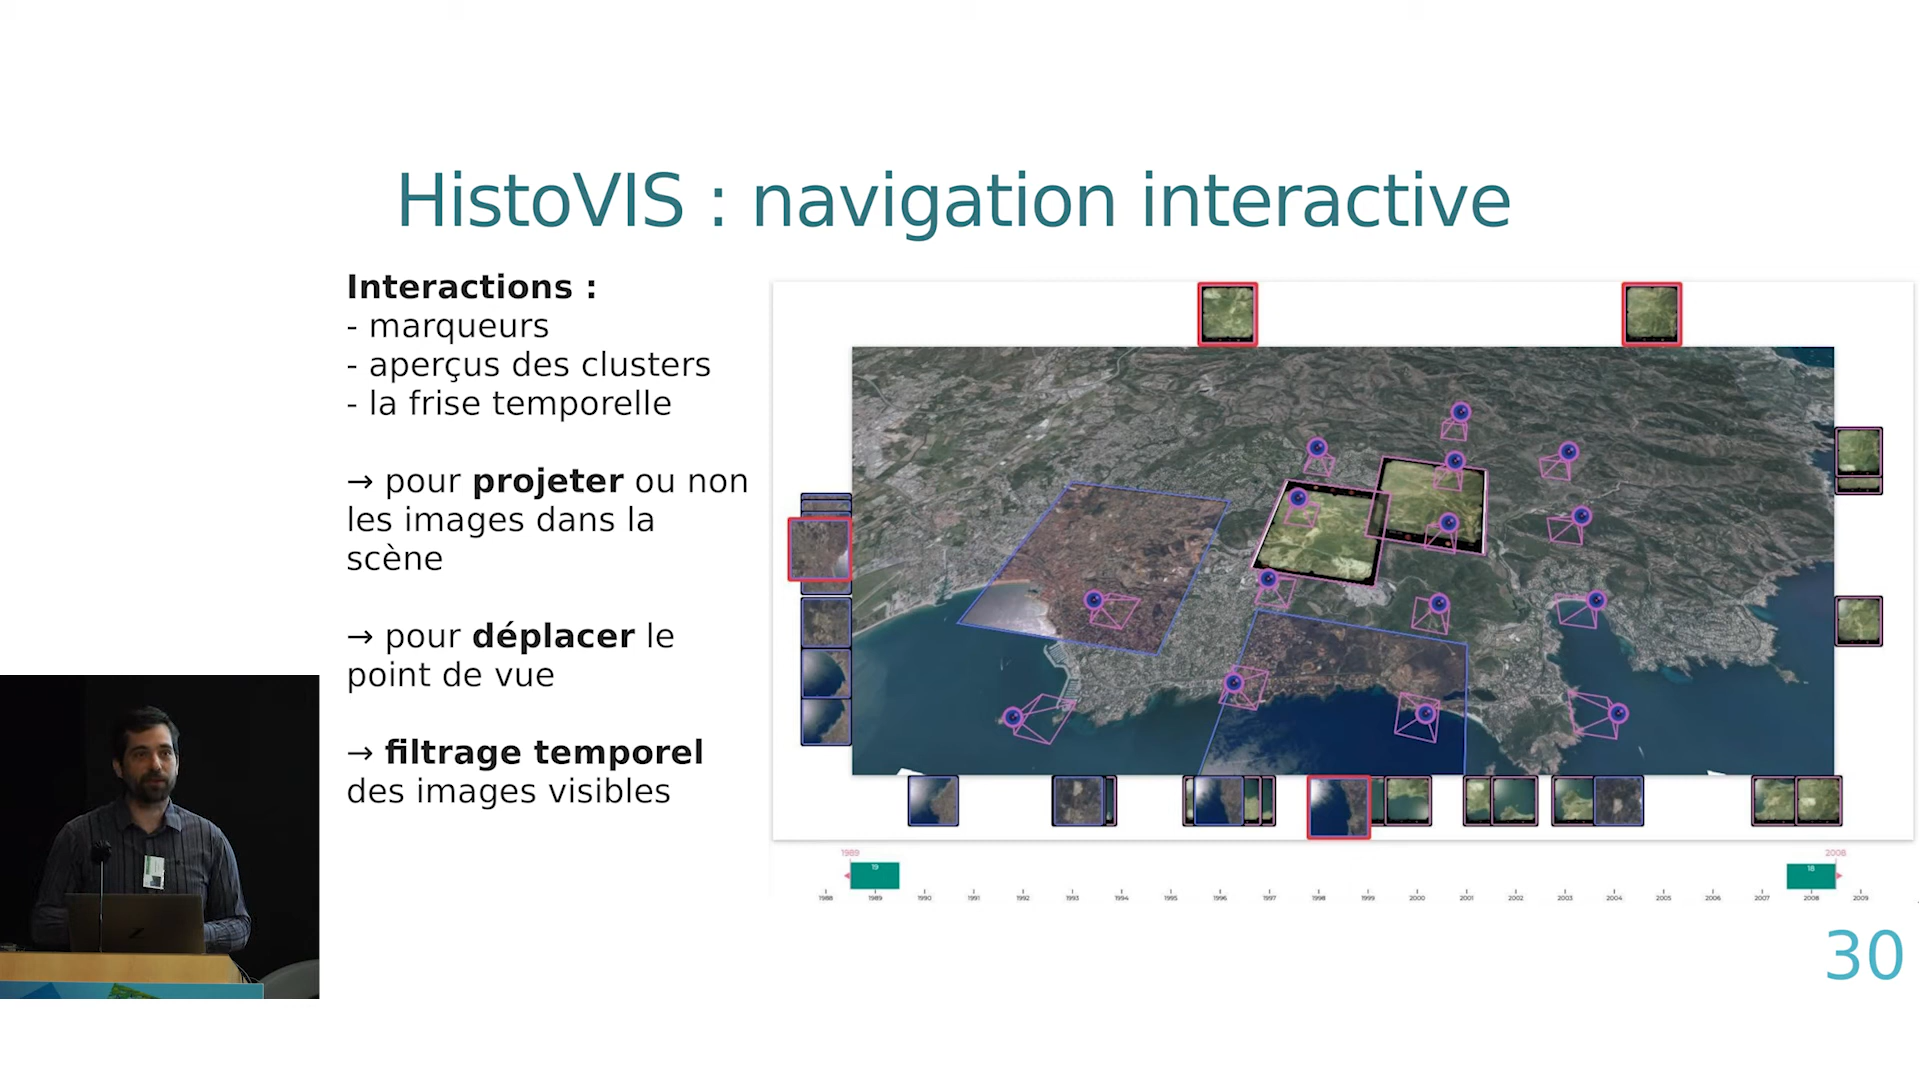 HistoVIS : navigation interactive
Interactions :
- marqueurs
- aperçus des clusters
- la frise temporelle
→ pour projeter ou non
les images dans la
scène
→ pour déplacer le
point de vue
→ filtrage temporel
des images visibles
1989
2008
19
18
1988 1989 1990 1991 1992 1993 1994 1995 1996 1997 1998 1999 2000 2001 2002 2003 2004 2005 2006 2007 2008 2009
30